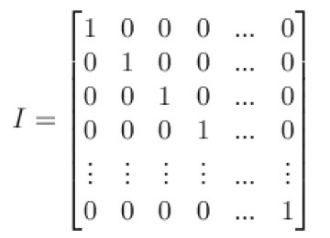 1 0 0 0 ... 0
0 1 0 0 ... 0
0 0 1 0 ... 0
I = 0 0 0 1 ... 0
⋮ ⋮ ⋮ ⋮ ... ⋮
0 0 0 0 ... 1